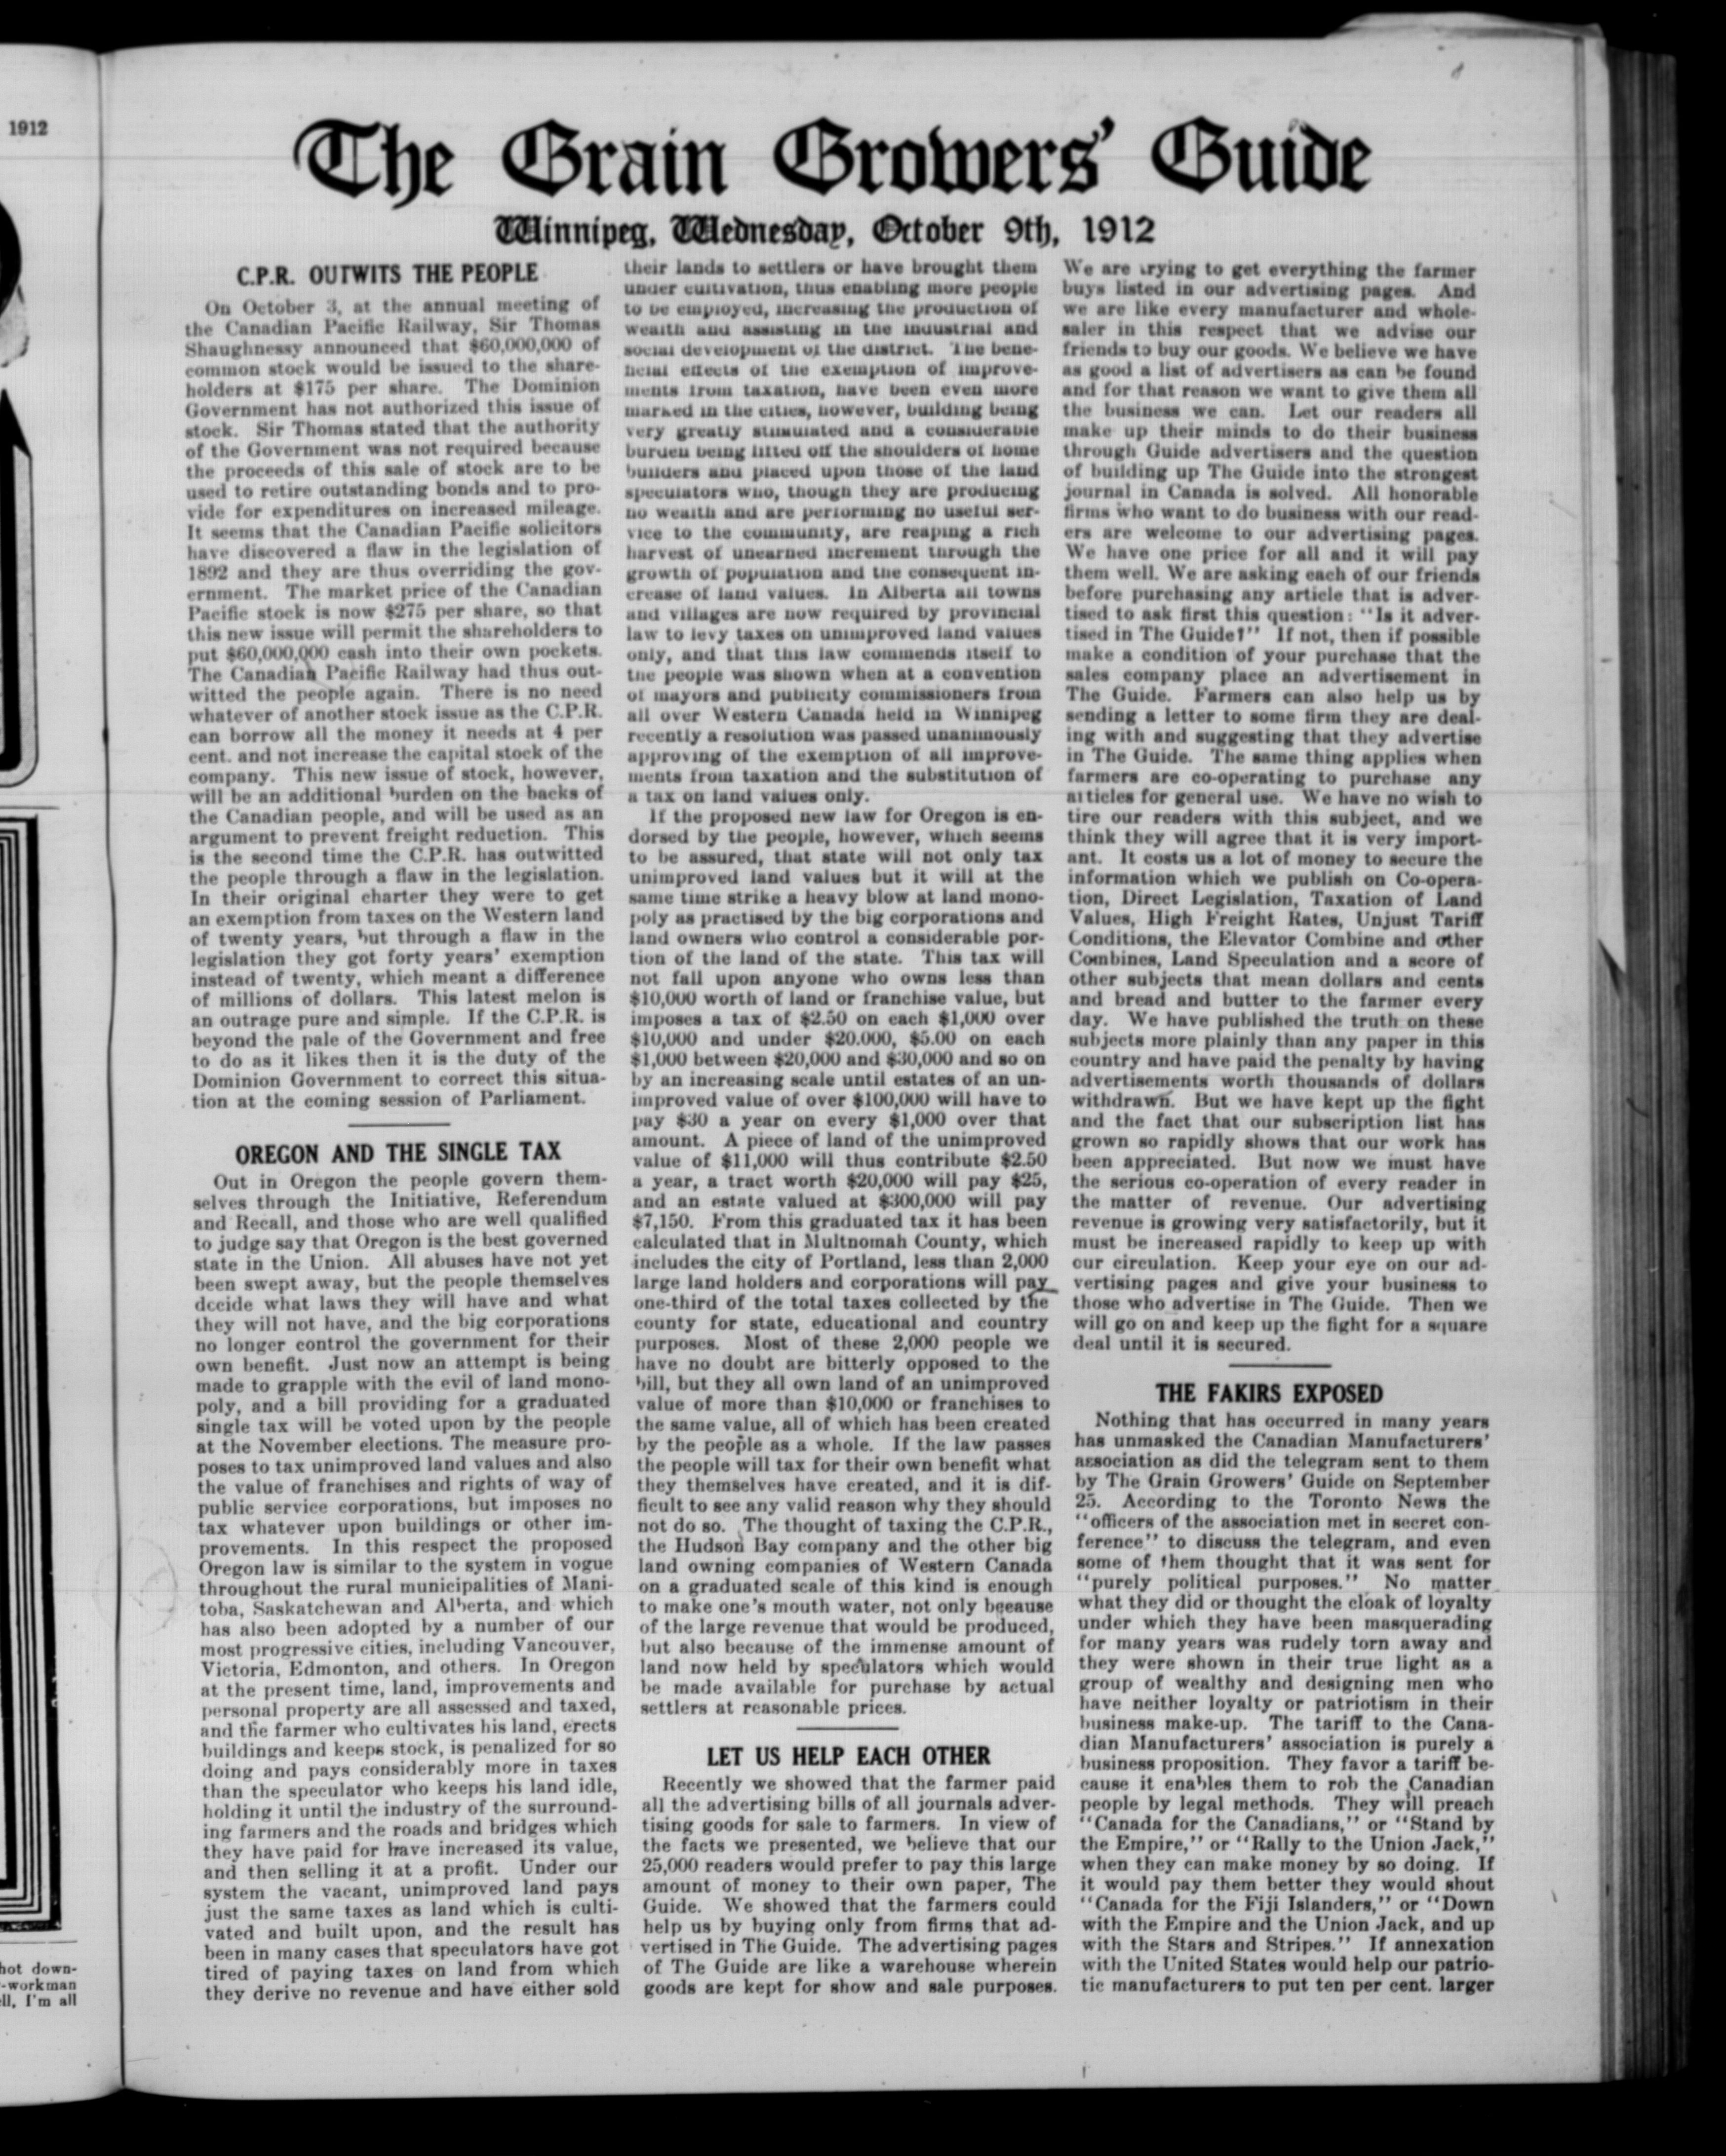 1912
hot down-
-workman
ll, I'm all
The Grain Growers' Guide
Winnipeg, Wednesday, October 9th, 1912
C.P.R. OUTWITS THE PEOPLE
On October 3, at the annual meeting of
the Canadian Pacific Railway, Sir Thomas
Shaughnessy announced that $60,000,000 of
common stock would be issued to the share-
holders at $175 per share. The Dominion
Government has not authorized this issue of
stock. Sir Thomas stated that the authority
of the Government was not required because
the proceeds of this sale of stock are to be
used to retire outstanding bonds and to pro-
vide for expenditures on increased mileage.
It seems that the Canadian Pacific solicitors
have discovered a flaw in the legislation of
1892 and they are thus overriding the gov-
ernment. The market price of the Canadian
Pacific stock is now $275 per share, so that
this new issue will permit the shareholders to
put $60,000,000 cash into their own pockets.
The Canadian Pacific Railway had thus out-
witted the people again. There is no need
whatever of another stock issue as the C.P.R.
can borrow all the money it needs at 4 per
cent. and not increase the capital stock of the
company. This new issue of stock, however,
will be an additional burden on the backs of
the Canadian people, and will be used as an
argument to prevent freight reduction. This
is the second time the C.P.R. has outwitted
the people through a flaw in the legislation.
In their original charter they were to get
an exemption from taxes on the Western land
of twenty years, but through a flaw in the
legislation they got forty years' exemption
instead of twenty, which meant a difference
of millions of dollars. This latest melon is
an outrage pure and simple. If the C.P.R. is
beyond the pale of the Government and free
to do as it likes then it is the duty of the
Dominion Government to correct this situa-
tion at the coming session of Parliament.
OREGON AND THE SINGLE TAX
Out in Oregon the people govern them-
selves through the Initiative, Referendum
and Recall, and those who are well qualified
to judge say that Oregon is the best governed
state in the Union. All abuses have not yet
been swept away, but the people themselves
decide what laws they will have and what
they will not have, and the big corporations
no longer control the government for their
own benefit. Just now an attempt is being
made to grapple with the evil of land mono-
poly, and a bill providing for a graduated
single tax will be voted upon by the people
at the November elections. The measure pro-
poses to tax unimproved land values and also
the value of franchises and rights of way of
public service corporations, but imposes no
tax whatever upon buildings or other im-
provements. In this respect the proposed
Oregon law is similar to the system in vogue
throughout the rural municipalities of Mani-
toba, Saskatchewan and Alberta, and which
has also been adopted by a number of our
most progressive cities, including Vancouver,
Victoria, Edmonton, and others. In Oregon
at the present time, land, improvements and
personal property are all assessed and taxed,
and the farmer who cultivates his land, erects
buildings and keeps stock, is penalized for so
doing and pays considerably more in taxes
than the speculator who keeps his land idle,
holding it until the industry of the surround-
ing farmers and the roads and bridges which
they have paid for have increased its value,
and then selling it at a profit. Under our
system the vacant, unimproved land pays
just the same taxes as land which is culti-
vated and built upon, and the result has
been in many cases that speculators have got
tired of paying taxes on land from which
they derive no revenue and have either sold
their lands to settlers or have brought them
under cultivation, thus enabling more people
to be employed, increasing the production of
wealth and assisting in the industrial and
social development of the district. The bene-
ficial effects of the exemption of improve-
ments from taxation, have been even more
marked in the cities, however, building being
very greatly stimulated and a considerable
burden being lifted off the shoulders of home
builders and placed upon those of the land
speculators who, though they are producing
no wealth and are performing no useful ser-
vice to the community, are reaping a rich
harvest of unearned increment through the
growth of population and the consequent in-
crease of land values. In Alberta all towns
and villages are now required by provincial
law to levy taxes on unimproved land values
only, and that this law commends itself to
the people was shown when at a convention
of mayors and publicity commissioners from
all over Western Canada held in Winnipeg
recently a resolution was passed unanimously
approving of the exemption of all improve-
ments from taxation and the substitution of
a tax on land values only.
If the proposed new law for Oregon is en-
dorsed by the people, however, which seems
to be assured, that state will not only tax
unimproved land values but it will at the
same time strike a heavy blow at land mono-
poly as practised by the big corporations and
land owners who control a considerable por-
tion of the land of the state. This tax will
not fall upon anyone who owns less than
$10,000 worth of land or franchise value, but
imposes a tax of $2.50 on each $1,000 over
$10,000 and under $20.000, $5.00 on each
$1,000 between $20,000 and $30,000 and so on
by an increasing scale until estates of an un-
improved value of over $100,000 will have to
pay $30 a year on every $1,000 over that
amount. A piece of land of the unimproved
value of $11,000 will thus contribute $2.50
a year, a tract worth $20,000 will pay $25,
and an estate valued at $300,000 will pay
$7,150. From this graduated tax it has been
calculated that in Multnomah County, which
includes the city of Portland, less than 2,000
large land holders and corporations will pay
one-third of the total taxes collected by the
county for state, educational and country
purposes. Most of these 2,000 people we
have no doubt are bitterly opposed to the
bill, but they all own land of an unimproved
value of more than $10,000 or franchises to
the same value, all of which has been created
by the people as a whole. If the law passes
the people will tax for their own benefit what
they themselves have created, and it is dif-
ficult to see any valid reason why they should
not do so. The thought of taxing the C.P.R.,
the Hudson Bay company and the other big
land owning companies of Western Canada
on a graduated scale of this kind is enough
to make one's mouth water, not only because
of the large revenue that would be produced,
but also because of the immense amount of
land now held by speculators which would
be made available for purchase by actual
settlers at reasonable prices.
LET US HELP EACH OTHER
Recently we showed that the farmer paid
all the advertising bills of all journals adver-
tising goods for sale to farmers. In view of
the facts we presented, we believe that our
25,000 readers would prefer to pay this large
amount of money to their own paper, The
Guide. We showed that the farmers could
help us by buying only from firms that ad-
vertised in The Guide. The advertising pages
of The Guide are like a warehouse wherein
goods are kept for show and sale purposes.
We are trying to get everything the farmer
buys listed in our advertising pages. And
we are like every manufacturer and whole-
saler in this respect that we advise our
friends to buy our goods. We believe we have
as good a list of advertisers as can be found
and for that reason we want to give them all
the business we can. Let our readers all
make up their minds to do their business
through Guide advertisers and the question
of building up The Guide into the strongest
journal in Canada is solved. All honorable
firms who want to do business with our read-
ers are welcome to our advertising pages.
We have one price for all and it will pay
them well. We are asking each of our friends
before purchasing any article that is adver-
tised to ask first this question: "Is it adver-
tised in The Guide?" If not, then if possible
make a condition of your purchase that the
sales company place an advertisement in
The Guide. Farmers can also help us by
sending a letter to some firm they are deal-
ing with and suggesting that they advertise
in The Guide. The same thing applies when
farmers are co-operating to purchase any
articles for general use. We have no wish to
tire our readers with this subject, and we
think they will agree that it is very import-
ant. It costs us a lot of money to secure the
information which we publish on Co-opera-
tion, Direct Legislation, Taxation of Land
Values, High Freight Rates, Unjust Tariff
Conditions, the Elevator Combine and other
Combines, Land Speculation and a score of
other subjects that mean dollars and cents
and bread and butter to the farmer every
day. We have published the truth on these
subjects more plainly than any paper in this
country and have paid the penalty by having
advertisements worth thousands of dollars
withdrawn. But we have kept up the fight
and the fact that our subscription list has
grown so rapidly shows that our work has
been appreciated. But now we must have
the serious co-operation of every reader in
the matter of revenue. Our advertising
revenue is growing very satisfactorily, but it
must be increased rapidly to keep up with
our circulation. Keep your eye on our ad-
vertising pages and give your business to
those who advertise in The Guide. Then we
will go on and keep up the fight for a square
deal until it is secured.
THE FAKIRS EXPOSED
Nothing that has occurred in many years
has unmasked the Canadian Manufacturers'
association as did the telegram sent to them
by The Grain Growers' Guide on September
25. According to the Toronto News the
"officers of the association met in secret con-
ference" to discuss the telegram, and even
some of them thought that it was sent for
"purely political purposes." No matter
what they did or thought the cloak of loyalty
under which they have been masquerading
for many years was rudely torn away and
they were shown in their true light as a
group of wealthy and designing men who
have neither loyalty or patriotism in their
business make-up. The tariff to the Cana-
dian Manufacturers' association is purely a
business proposition. They favor a tariff be-
cause it enables them to rob the Canadian
people by legal methods. They will preach
"Canada for the Canadians," or "Stand by
the Empire," or "Rally to the Union Jack,"
when they can make money by so doing. If
it would pay them better they would shout
"Canada for the Fiji Islanders," or "Down
with the Empire and the Union Jack, and up
with the Stars and Stripes." If annexation
with the United States would help our patrio-
tic manufacturers to put ten per cent. larger